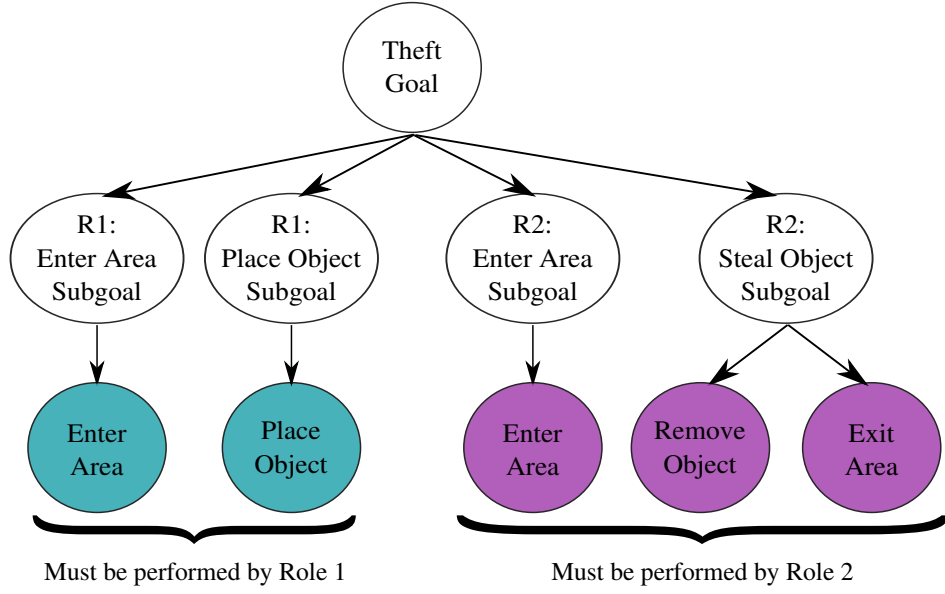 Theft
Goal
R1:
Enter Area
Subgoal
R1:
Place Object
Subgoal
R2:
Enter Area
Subgoal
R2:
Steal Object
Subgoal
Enter
Area
Place
Object
Enter
Area
Remove
Object
Exit
Area
Must be performed by Role 1
Must be performed by Role 2